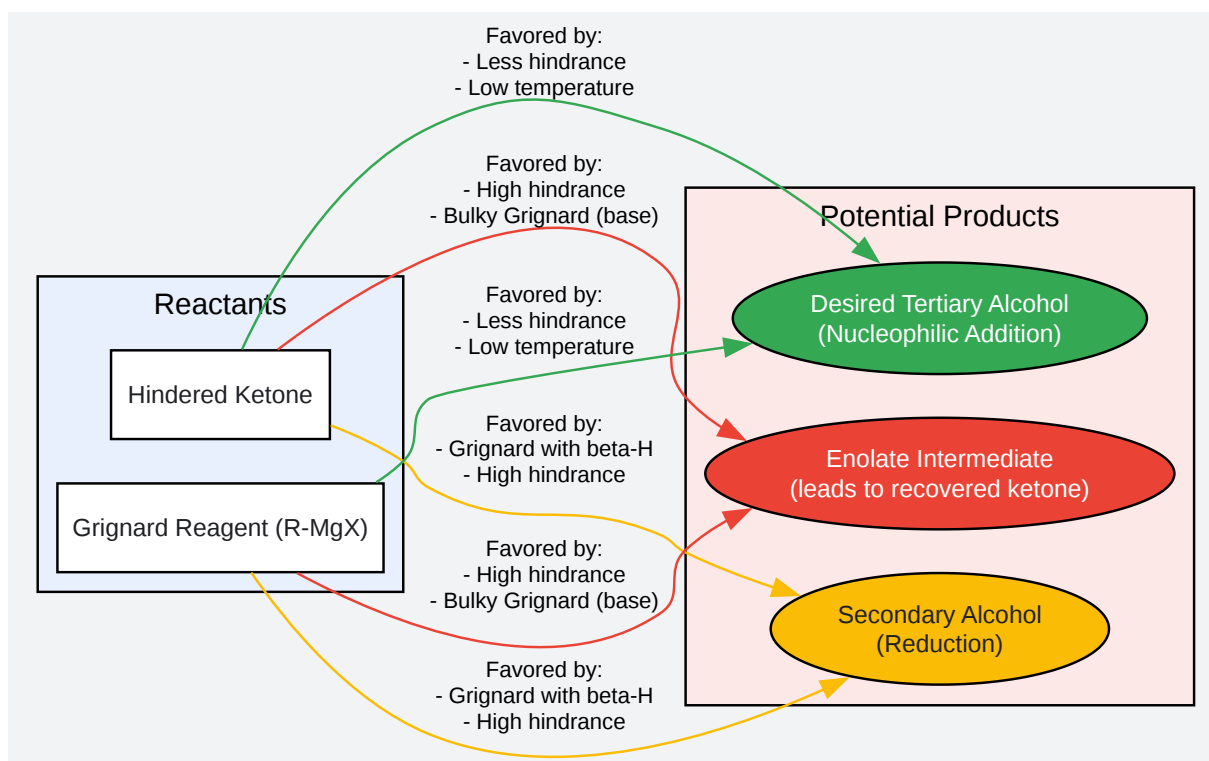 Favored by:
- Less hindrance
- Low temperature
Favored by:
- High hindrance
- Bulky Grignard (base)
Potential Products
Reactants
Favored by:
- Less hindrance
- Low temperature
Desired Tertiary Alcohol
(Nucleophilic Addition)
Hindered Ketone
Favored by:
- Grignard with beta-H
- High hindrance
Enolate Intermediate
(leads to recovered ketone)
Grignard Reagent (R-MgX)
Favored by:
- High hindrance
- Bulky Grignard (base)
Secondary Alcohol
(Reduction)
Favored by:
- Grignard with beta-H
- High hindrance